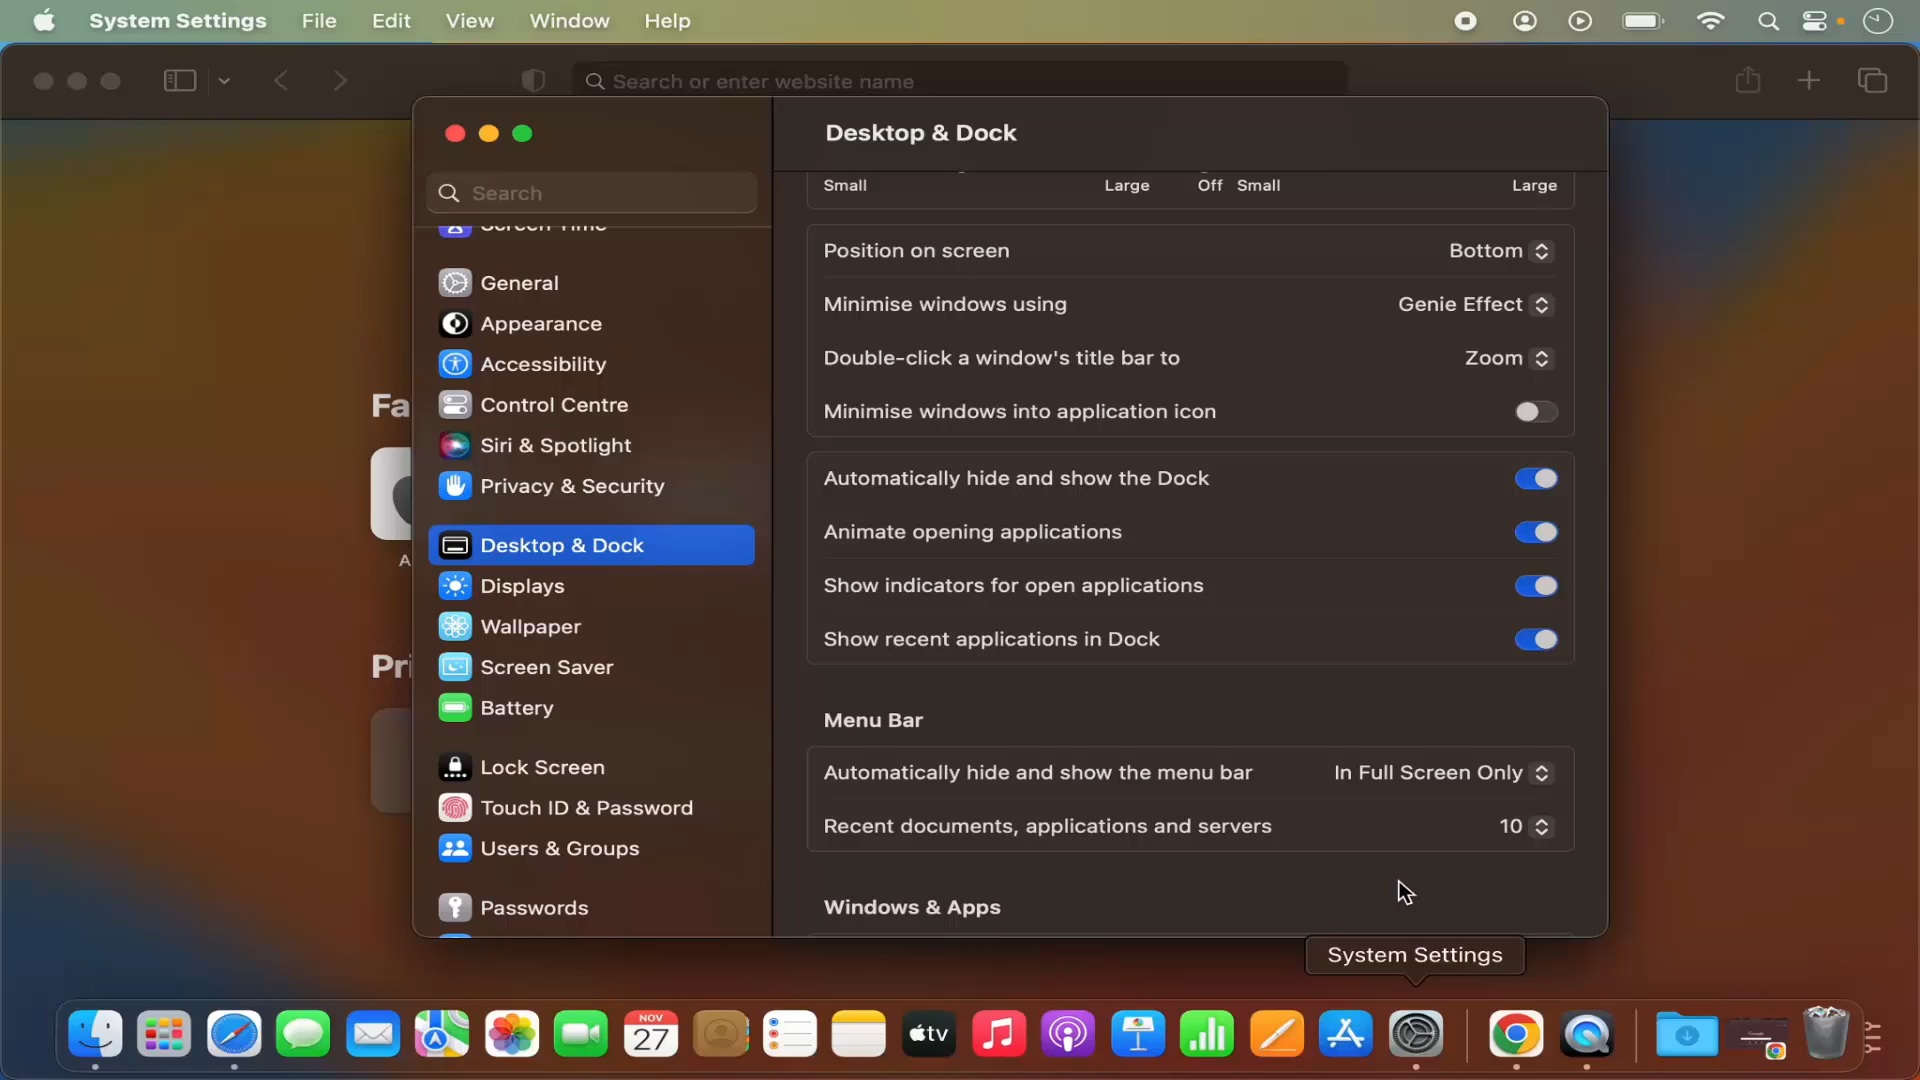 System Settings File Edit View Window Help
Search or enter website name
Desktop & Dock
Search
Small Large Off Small Large
Screen Time
General
Appearance
Accessibility
Control Centre
Siri & Spotlight
Privacy & Security
Desktop & Dock
Displays
Wallpaper
Screen Saver
Battery
Lock Screen
Touch ID & Password
Users & Groups
Passwords
Position on screen Bottom
Minimise windows using Genie Effect
Double-click a window's title bar to Zoom
Minimise windows into application icon
Automatically hide and show the Dock
Animate opening applications
Show indicators for open applications
Show recent applications in Dock
Menu Bar
Automatically hide and show the menu bar In Full Screen Only
Recent documents, applications and servers 10
Windows & Apps
Fa
A
Pri
System Settings
NOV
27
tv